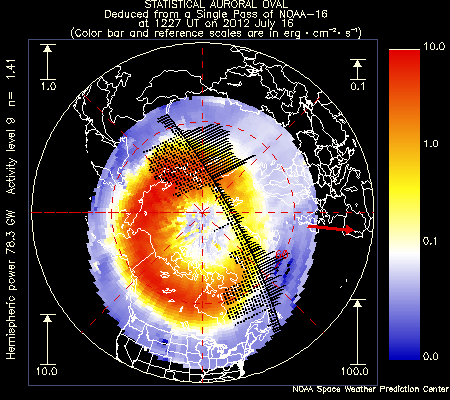 STATISTICAL AURORAL OVAL
Deduced from a Single Pass of NOAA-16
at 1227 UT on 2012 July 16
(Color bar and reference scales are in erg · cm⁻² · s⁻¹)
Hemispheric power 78.3 GW Activity level 9 n= 1.41
1.0
0.1
10.0
100.0
10.0
1.0
0.1
0.0
NOAA Space Weather Prediction Center